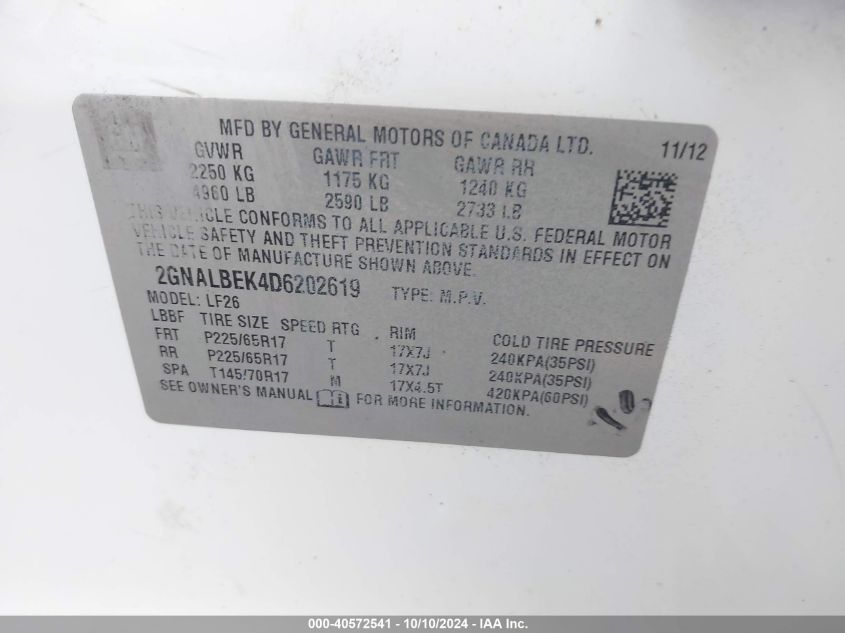 MFD BY GENERAL MOTORS OF CANADA LTD. 11/12
GVWR GAWR FRT GAWR RR
2250 KG 1175 KG 1240 KG
4960 LB 2590 LB 2733 LB
THIS VEHICLE CONFORMS TO ALL APPLICABLE U.S. FEDERAL MOTOR
VEHICLE SAFETY AND THEFT PREVENTION STANDARDS IN EFFECT ON
THE DATE OF MANUFACTURE SHOWN ABOVE.
2GNALBEK4D6202619 TYPE: M.P.V.
MODEL: LF26
LBBF TIRE SIZE SPEED RTG RIM COLD TIRE PRESSURE
FRT P225/65R17 T 17X7J 240KPA(35PSI)
RR P225/65R17 T 17X7J 240KPA(35PSI)
SPA T145/70R17 M 17X4.5T 420KPA(60PSI)
SEE OWNER'S MANUAL FOR MORE INFORMATION.
000-40572541 - 10/10/2024 - IAA Inc.